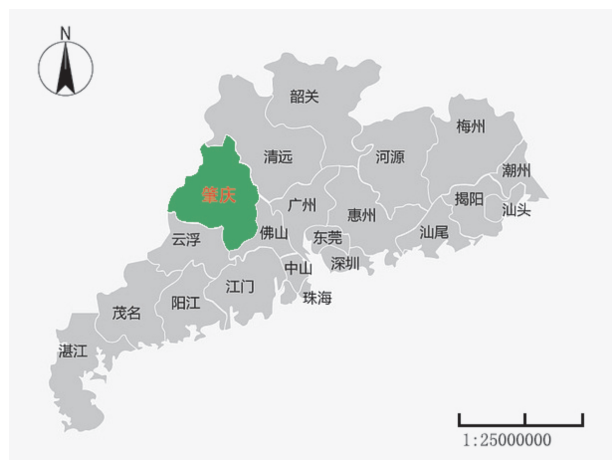 N
韶关
梅州
清远
河源
潮州
肇庆
广州
惠州
揭阳
汕头
云浮
佛山
东莞
汕尾
中山
深圳
江门
珠海
阳江
茂名
湛江
1:25000000